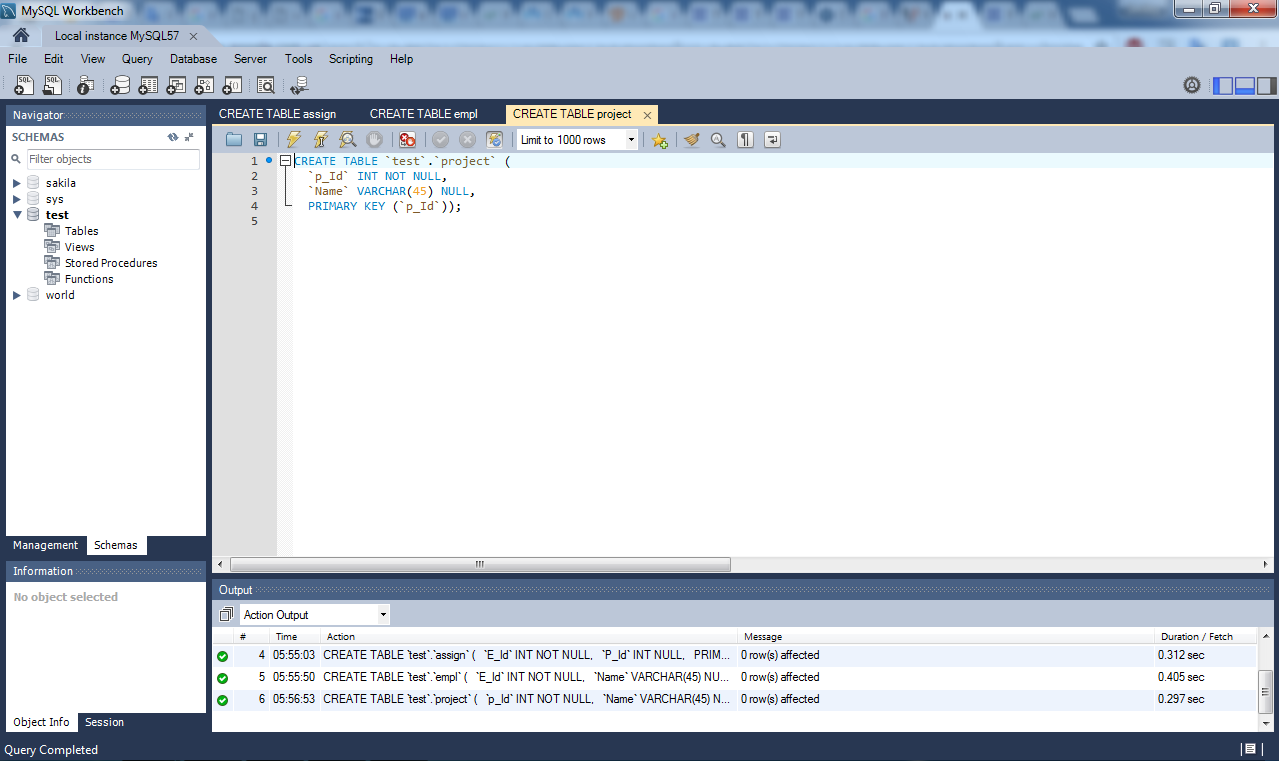 MySQL Workbench
Local instance MySQL57
File Edit View Query Database Server Tools Scripting Help
Navigator
SCHEMAS
Filter objects
sakila
sys
test
Tables
Views
Stored Procedures
Functions
world
Management Schemas
Information
No object selected
Object Info Session
CREATE TABLE assign CREATE TABLE empl CREATE TABLE project
Limit to 1000 rows
1 CREATE TABLE `test`.`project` (
2 `p_Id` INT NOT NULL,
3 `Name` VARCHAR(45) NULL,
4 PRIMARY KEY (`p_Id`));
5
Output
Action Output
# Time Action Message Duration / Fetch
4 05:55:03 CREATE TABLE `test`.`assign` ( `E_Id` INT NOT NULL, `P_Id` INT NOT NULL, PRIM... 0 row(s) affected 0.312 sec
5 05:55:50 CREATE TABLE `test`.`empl` ( `E_Id` INT NOT NULL, `Name` VARCHAR(45) NU... 0 row(s) affected 0.405 sec
6 05:56:53 CREATE TABLE `test`.`project` ( `p_Id` INT NOT NULL, `Name` VARCHAR(45) N... 0 row(s) affected 0.297 sec
Query Completed